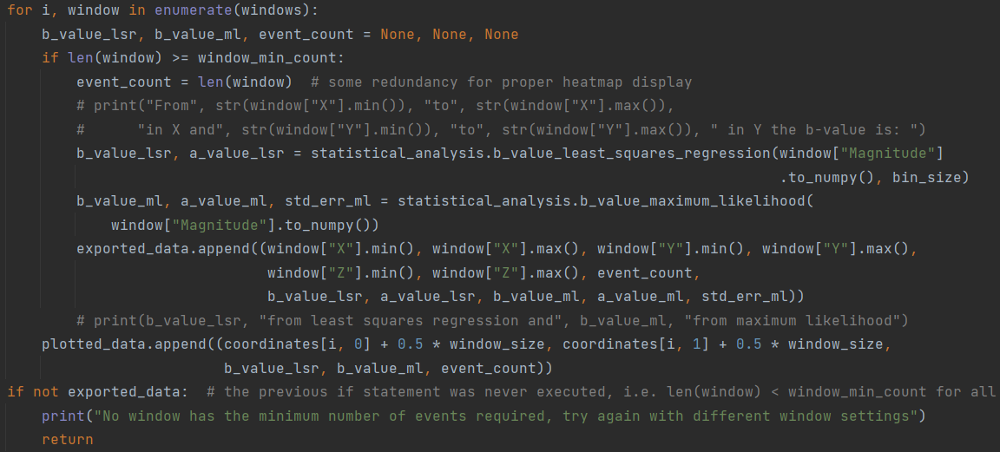 for i, window in enumerate(windows):
    b_value_lsr, b_value_ml, event_count = None, None, None
    if len(window) >= window_min_count:
        event_count = len(window)  # some redundancy for proper heatmap display
        # print("From", str(window["X"].min()), "to", str(window["X"].max()),
        #      "in X and", str(window["Y"].min()), "to", str(window["Y"].max()), " in Y the b-value is: ")
        b_value_lsr, a_value_lsr = statistical_analysis.b_value_least_squares_regression(window["Magnitude"]
                                                                                         .to_numpy(), bin_size)
        b_value_ml, a_value_ml, std_err_ml = statistical_analysis.b_value_maximum_likelihood(
            window["Magnitude"].to_numpy())
        exported_data.append((window["X"].min(), window["X"].max(), window["Y"].min(), window["Y"].max(),
                              window["Z"].min(), window["Z"].max(), event_count,
                              b_value_lsr, a_value_lsr, b_value_ml, a_value_ml, std_err_ml))
        # print(b_value_lsr, "from least squares regression and", b_value_ml, "from maximum likelihood")
    plotted_data.append((coordinates[i, 0] + 0.5 * window_size, coordinates[i, 1] + 0.5 * window_size,
                         b_value_lsr, b_value_ml, event_count))
if not exported_data:  # the previous if statement was never executed, i.e. len(window) < window_min_count for all
    print("No window has the minimum number of events required, try again with different window settings")
    return